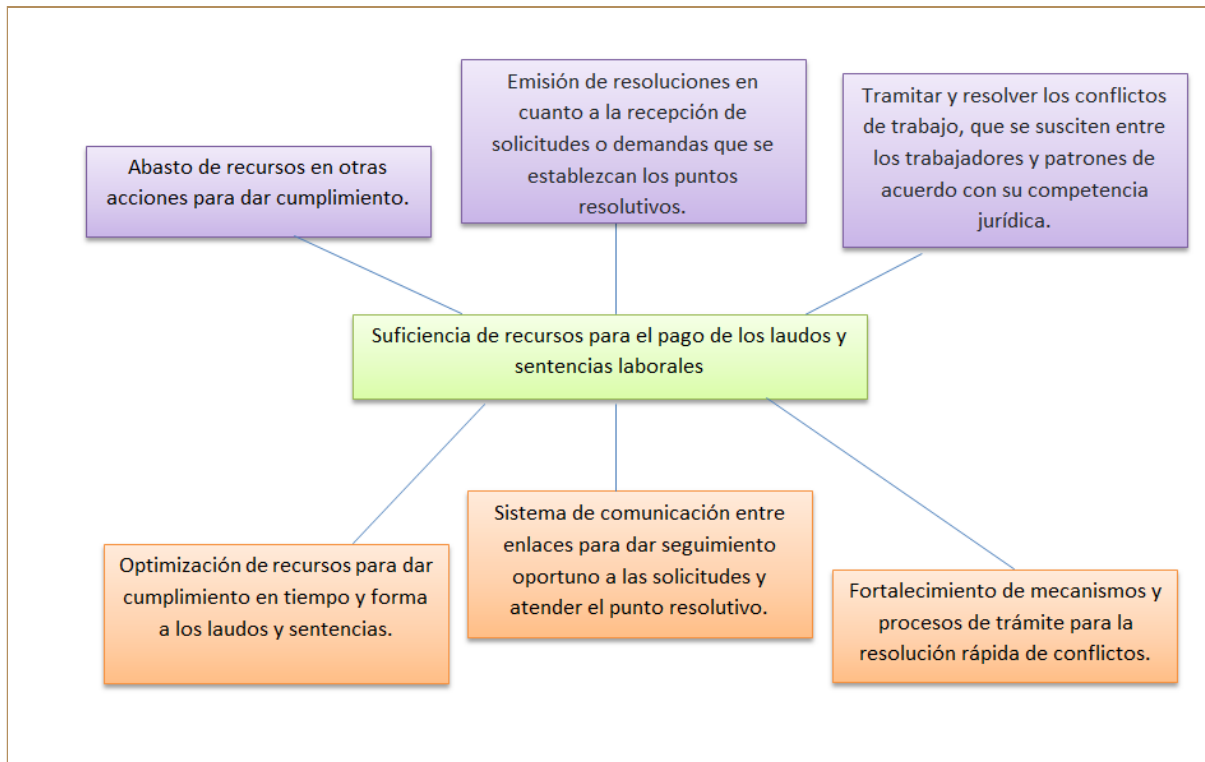 Abasto de recursos en otras
acciones para dar cumplimiento.
Emisión de resoluciones en
cuanto a la recepción de
solicitudes o demandas que se
establezcan los puntos
resolutivos.
Tramitar y resolver los conflictos
de trabajo, que se susciten entre
los trabajadores y patrones de
acuerdo con su competencia
jurídica.
Suficiencia de recursos para el pago de los laudos y
sentencias laborales
Optimización de recursos para dar
cumplimiento en tiempo y forma
a los laudos y sentencias.
Sistema de comunicación entre
enlaces para dar seguimiento
oportuno a las solicitudes y
atender el punto resolutivo.
Fortalecimiento de mecanismos y
procesos de trámite para la
resolución rápida de conflictos.